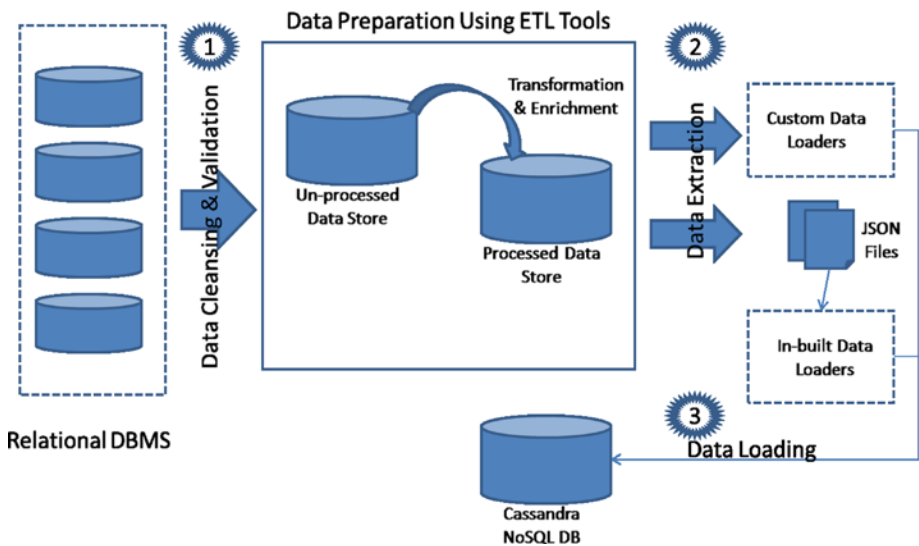 Data Preparation Using ETL Tools
1
Data Cleansing & Validation
Relational DBMS
Un-processed
Data Store
Transformation
& Enrichment
Processed Data
Store
2
Data Extraction
Custom Data
Loaders
JSON
Files
In-built Data
Loaders
3
Data Loading
Cassandra
NoSQL DB